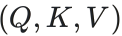 (Q, K, V)